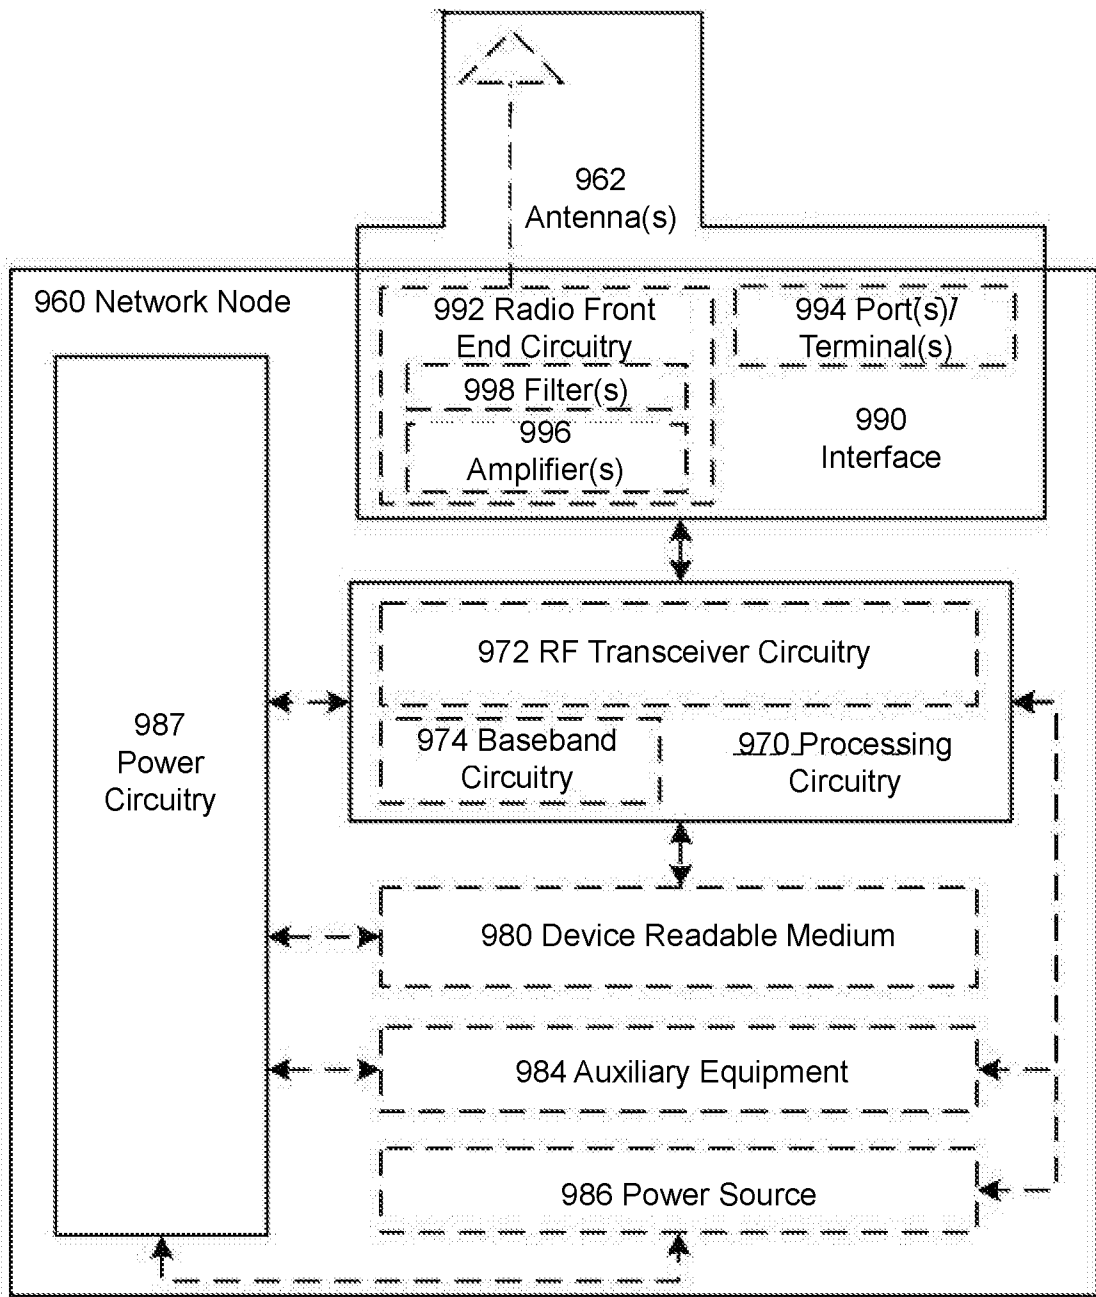 962
Antenna(s)
960 Network Node
992 Radio Front
End Circuitry
998 Filter(s)
996
Amplifier(s)
994 Port(s)/
Terminal(s)
990
Interface
987
Power
Circuitry
972 RF Transceiver Circuitry
974 Baseband
Circuitry
970 Processing
Circuitry
980 Device Readable Medium
984 Auxiliary Equipment
986 Power Source